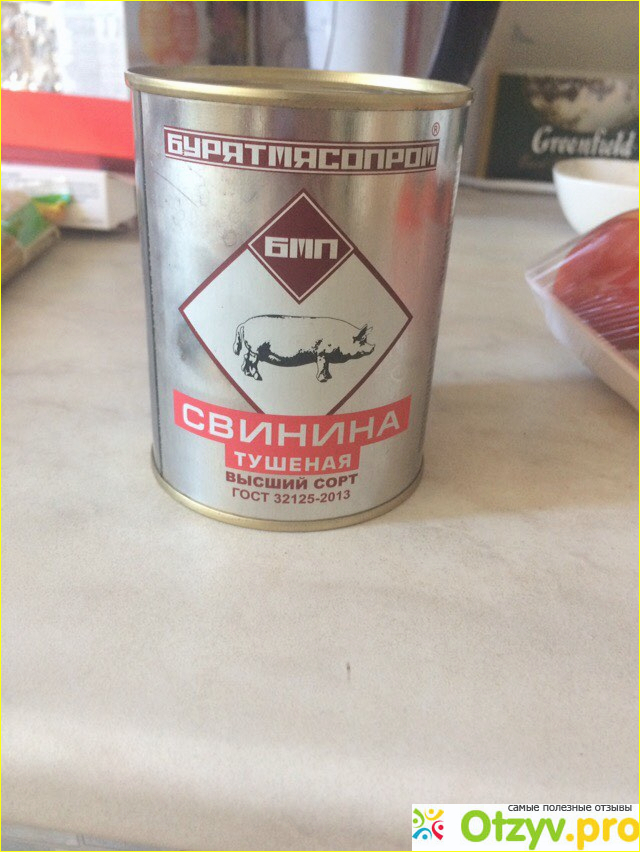 БУРЯТМЯСОПРОМ®
Greenfield
БМП
СВИНИНА
ТУШЕНАЯ
ВЫСШИЙ СОРТ
ГОСТ 32125-2013
самые полезные отзывы
Otzyv.pro